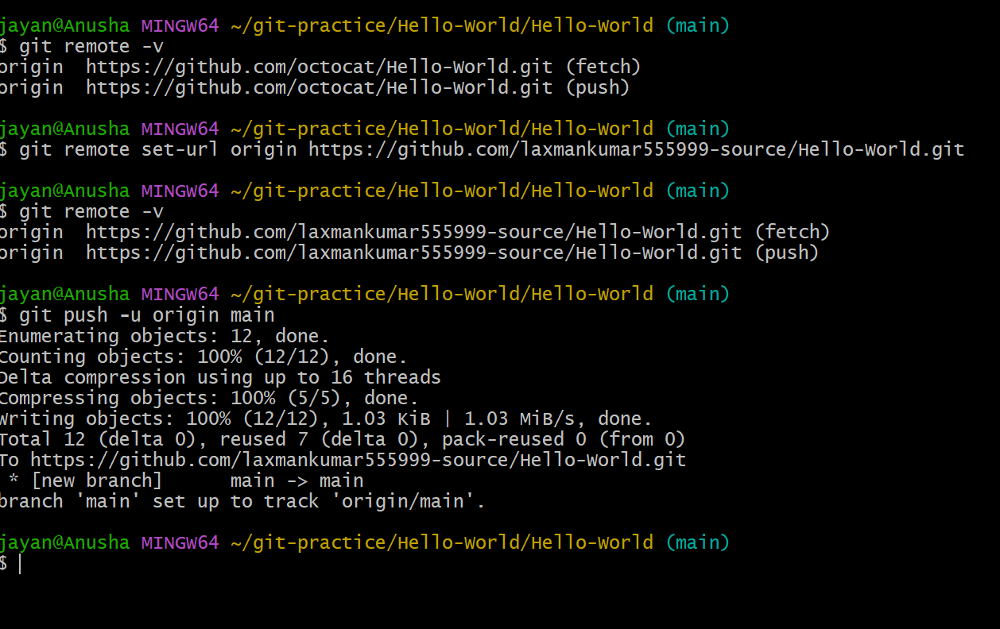 jayan@Anusha MINGW64 ~/git-practice/Hello-World/Hello-World (main)
$ git remote -v
origin  https://github.com/octocat/Hello-World.git (fetch)
origin  https://github.com/octocat/Hello-World.git (push)
jayan@Anusha MINGW64 ~/git-practice/Hello-World/Hello-World (main)
$ git remote set-url origin https://github.com/laxmankumar555999-source/Hello-World.git
jayan@Anusha MINGW64 ~/git-practice/Hello-World/Hello-World (main)
$ git remote -v
origin  https://github.com/laxmankumar555999-source/Hello-World.git (fetch)
origin  https://github.com/laxmankumar555999-source/Hello-World.git (push)
jayan@Anusha MINGW64 ~/git-practice/Hello-World/Hello-World (main)
$ git push -u origin main
Enumerating objects: 12, done.
Counting objects: 100% (12/12), done.
Delta compression using up to 16 threads
Compressing objects: 100% (5/5), done.
Writing objects: 100% (12/12), 1.03 KiB | 1.03 MiB/s, done.
Total 12 (delta 0), reused 7 (delta 0), pack-reused 0 (from 0)
To https://github.com/laxmankumar555999-source/Hello-World.git
 * [new branch]      main -> main
branch 'main' set up to track 'origin/main'.
jayan@Anusha MINGW64 ~/git-practice/Hello-World/Hello-World (main)
$